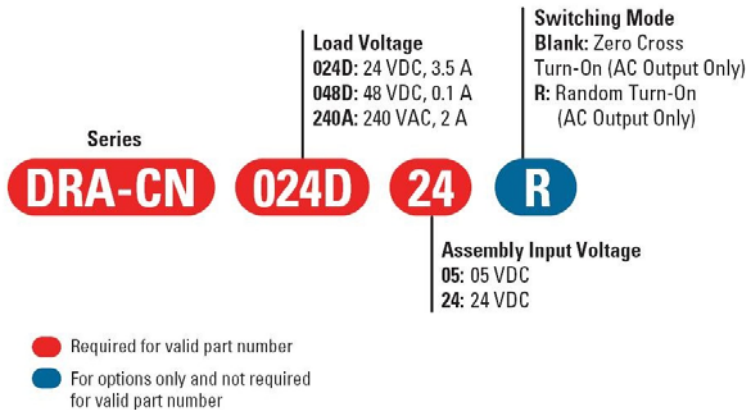 Switching Mode
Blank: Zero Cross
Turn-On (AC Output Only)
R: Random Turn-On
(AC Output Only)
Load Voltage
024D: 24 VDC, 3.5 A
048D: 48 VDC, 0.1 A
240A: 240 VAC, 2 A
Series
DRA-CN 024D 24 R
Assembly Input Voltage
05: 05 VDC
24: 24 VDC
Required for valid part number
For options only and not required
for valid part number